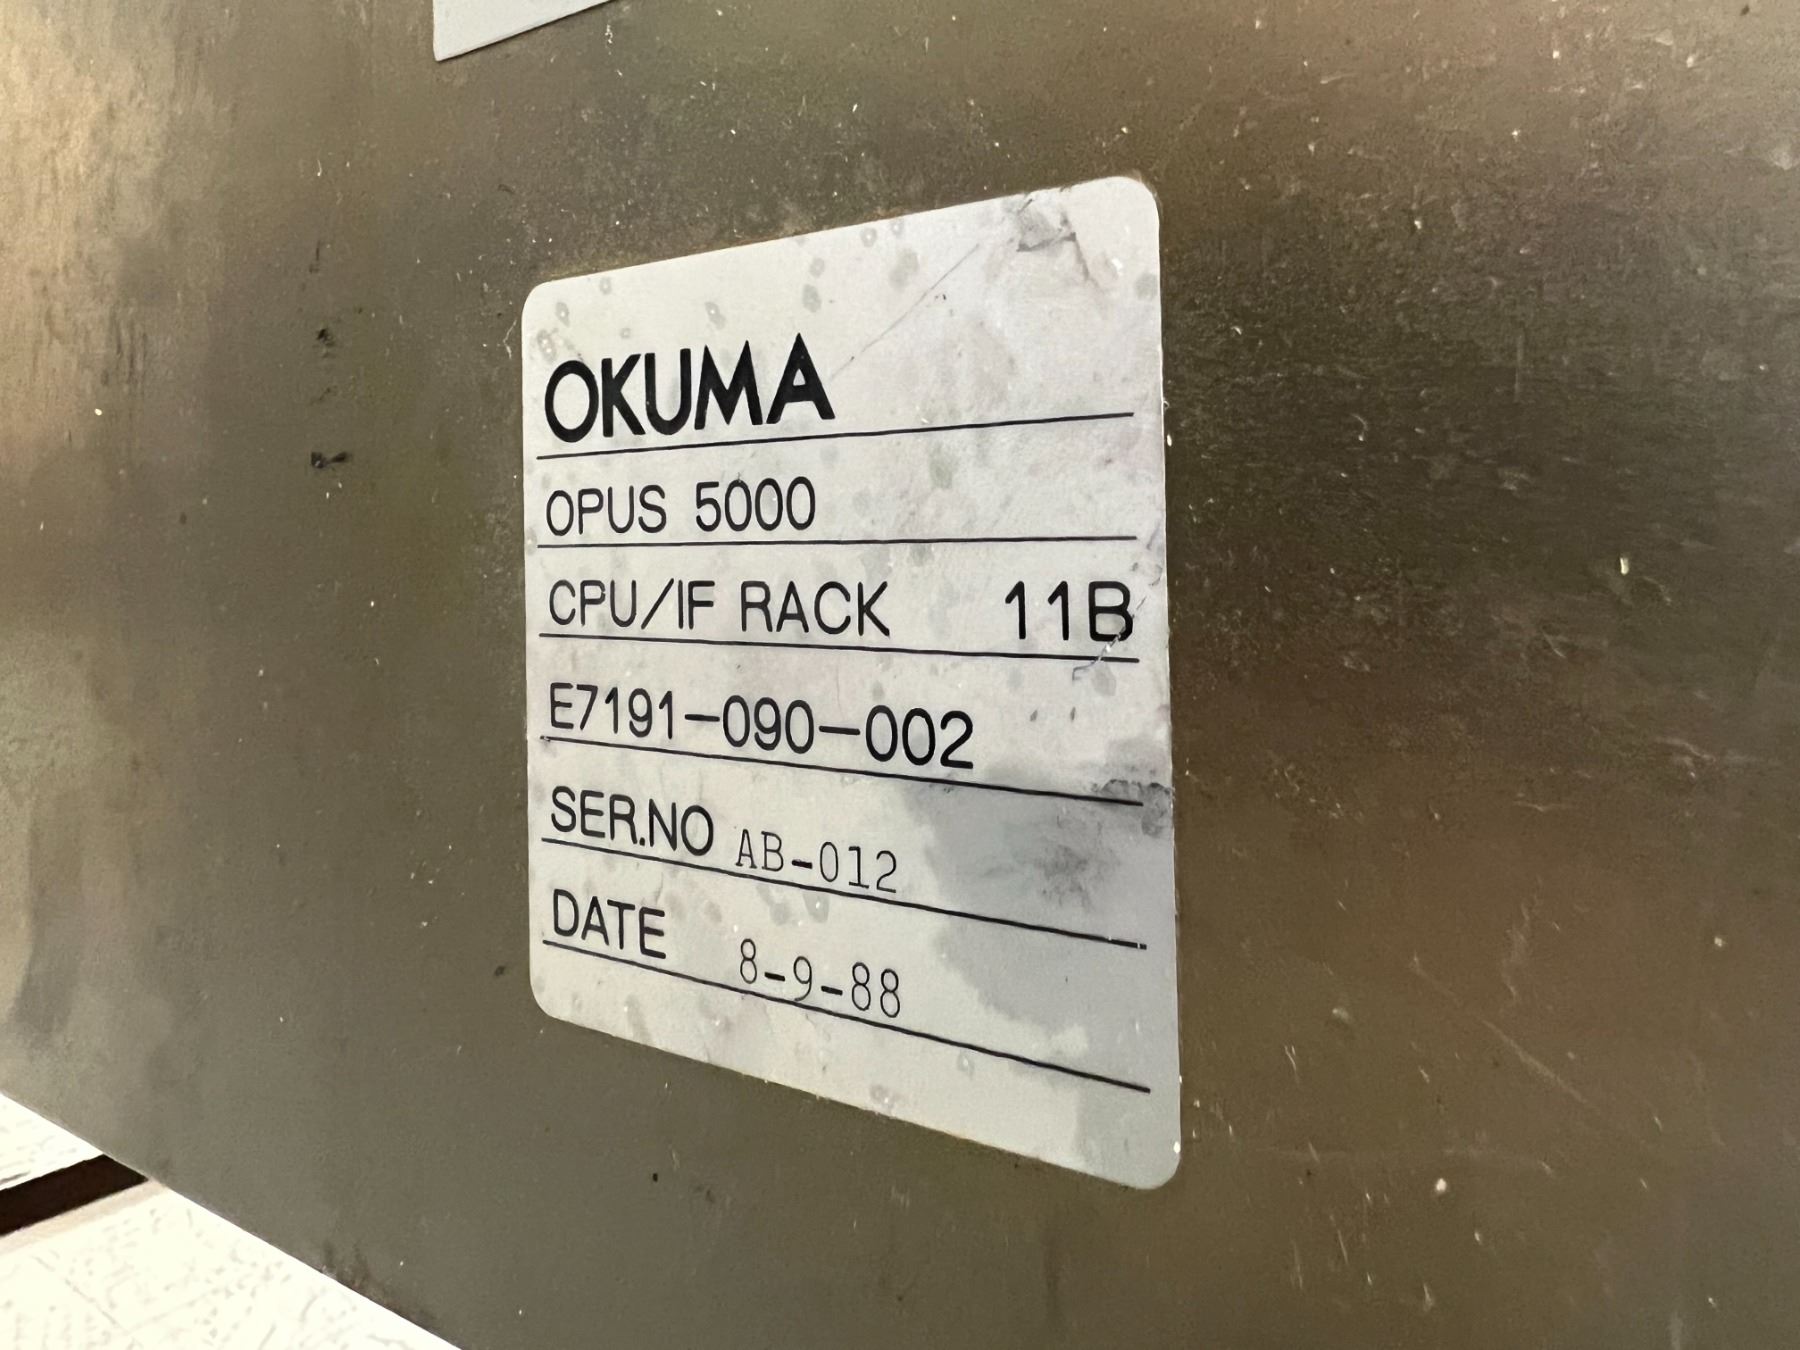 OKUMA
OPUS 5000
CPU/IF RACK 11B
E7191-090-002
SER.NO AB-012
DATE 8-9-88